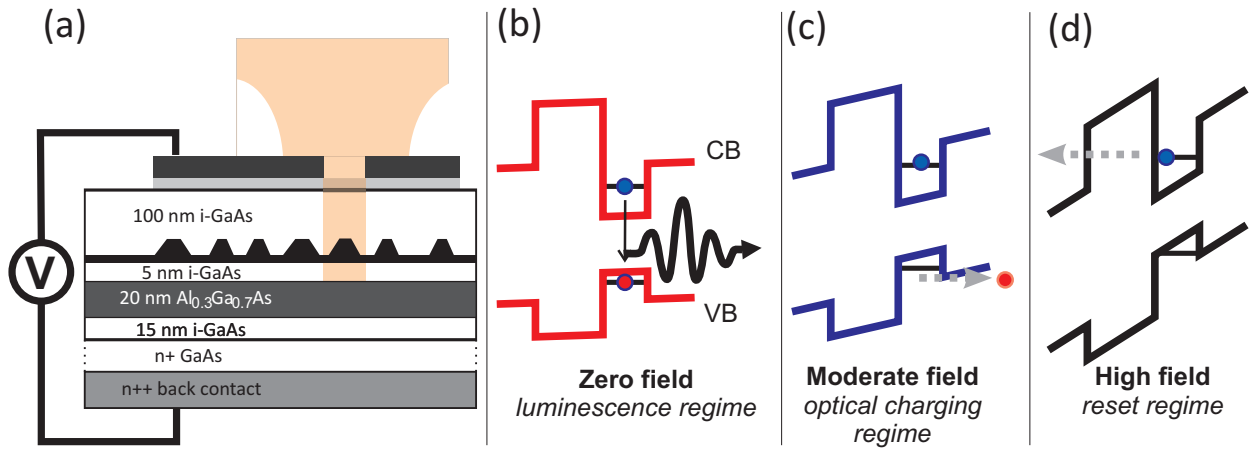 (a)
(b)
(c)
(d)
V
100 nm i-GaAs
5 nm i-GaAs
20 nm Al0.3Ga0.7As
15 nm i-GaAs
n+ GaAs
n++ back contact
CB
VB
Zero field
luminescence regime
Moderate field
optical charging
regime
High field
reset regime